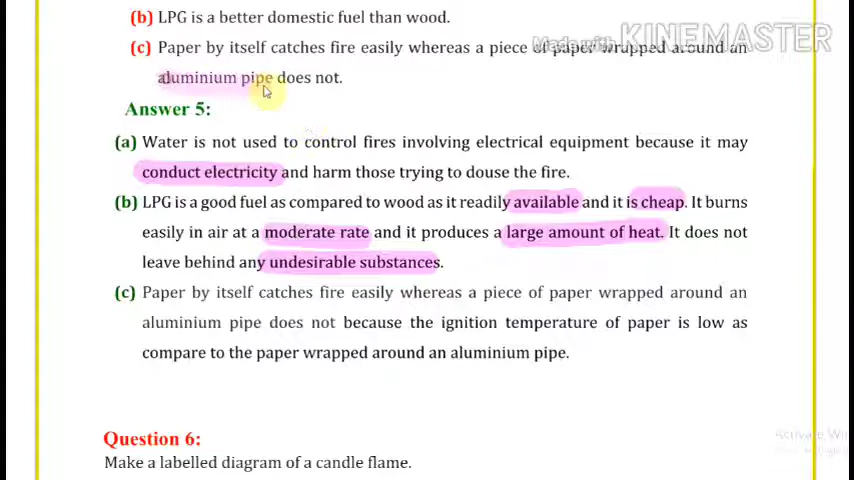 (b) LPG is a better domestic fuel than wood.
(c) Paper by itself catches fire easily whereas a piece of paper wrapped around an
aluminium pipe does not.
Made with KINEMASTER
Answer 5:
(a) Water is not used to control fires involving electrical equipment because it may
conduct electricity and harm those trying to douse the fire.
(b) LPG is a good fuel as compared to wood as it readily available and it is cheap. It burns
easily in air at a moderate rate and it produces a large amount of heat. It does not
leave behind any undesirable substances.
(c) Paper by itself catches fire easily whereas a piece of paper wrapped around an
aluminium pipe does not because the ignition temperature of paper is low as
compare to the paper wrapped around an aluminium pipe.
Question 6:
Make a labelled diagram of a candle flame.
Activate Wi